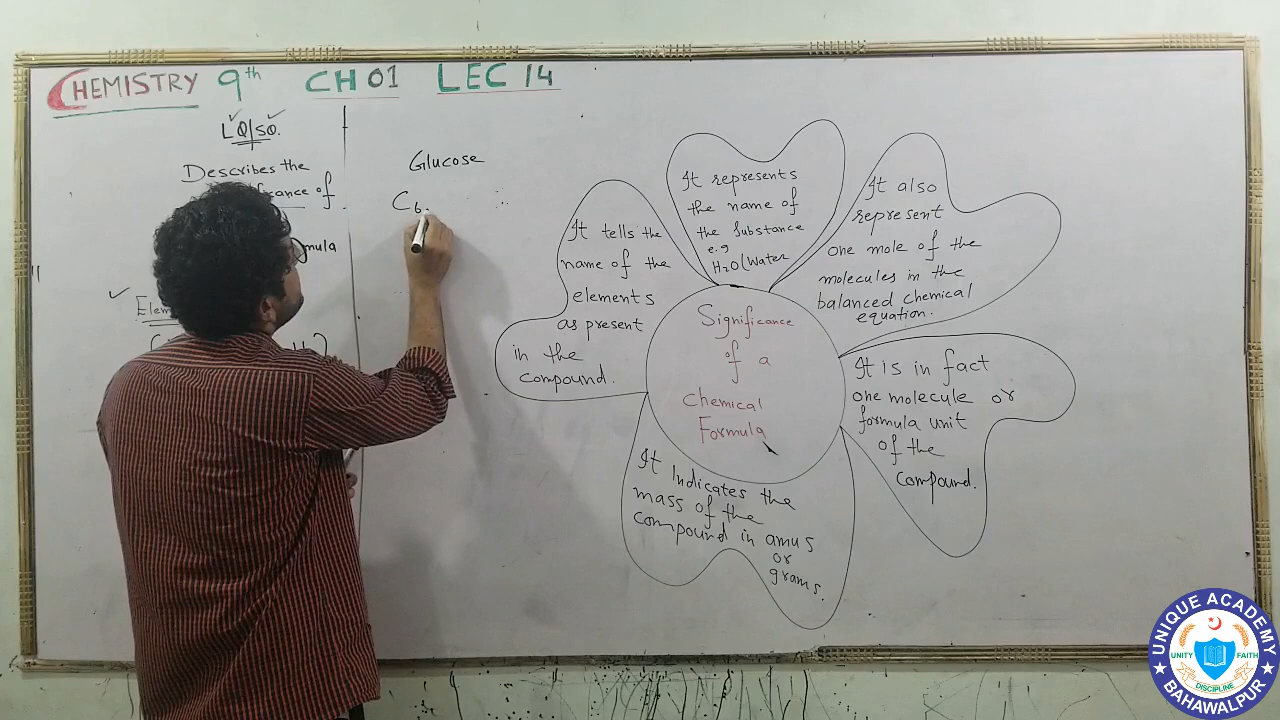 CHEMISTRY 9th CH 01 LEC 14
LQ/SQ.
Describes the
of
Glucose
C6
It tells the
name of the
elements
as present
in the
compound.
It represents
the name of
the Substance
e.g
H2O(Water
It also
represent
one mole of the
molecules in the
balanced chemical
equation.
It is in fact
one molecule or
formula unit
of the
compound.
It Indicates the
mass of the
compound in amus
or
grams.
Significance
of a
Chemical
Formula
UNIQUE ACADEMY
UNITY FAITH
DISCIPLINE
BAHAWALPUR